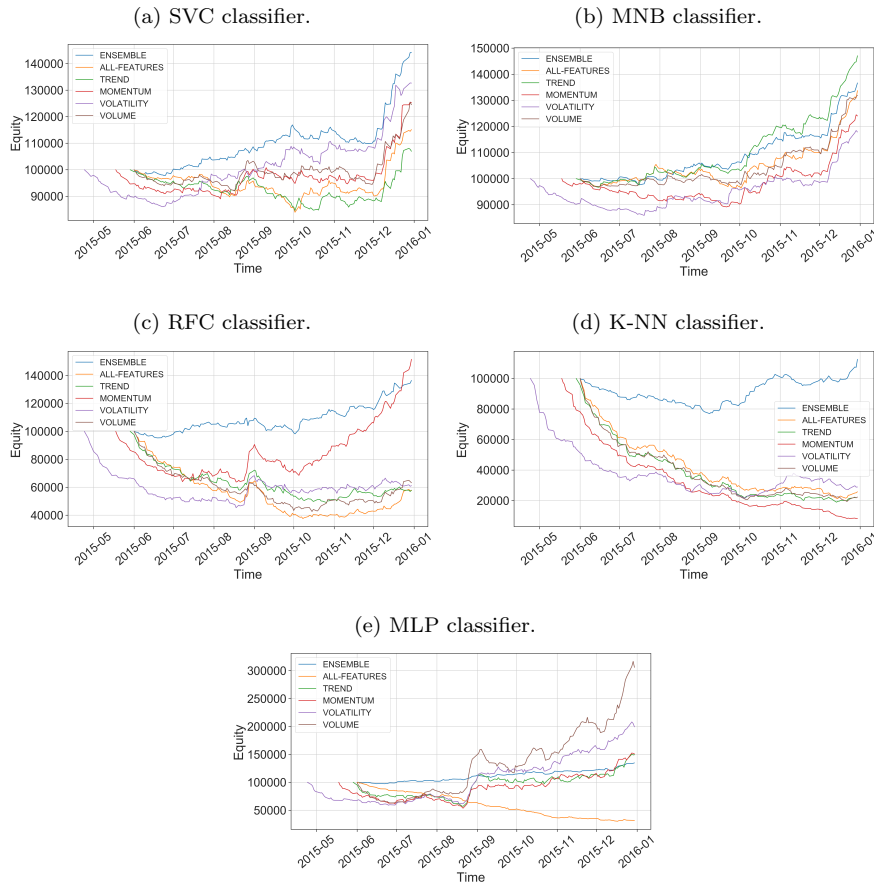 (a) SVC classifier.
ENSEMBLE
ALL-FEATURES
TREND
MOMENTUM
VOLATILITY
VOLUME
140000
130000
120000
110000
100000
90000
Equity
2015-05
2015-06
2015-07
2015-08
2015-09
2015-10
2015-11
2015-12
2016-01
Time
(b) MNB classifier.
ENSEMBLE
ALL-FEATURES
TREND
MOMENTUM
VOLATILITY
VOLUME
150000
140000
130000
120000
110000
100000
90000
Equity
2015-05
2015-06
2015-07
2015-08
2015-09
2015-10
2015-11
2015-12
2016-01
Time
(c) RFC classifier.
ENSEMBLE
ALL-FEATURES
TREND
MOMENTUM
VOLATILITY
VOLUME
140000
120000
100000
80000
60000
40000
Equity
2015-05
2015-06
2015-07
2015-08
2015-09
2015-10
2015-11
2015-12
2016-01
Time
(d) K-NN classifier.
100000
80000
60000
40000
20000
Equity
ENSEMBLE
ALL-FEATURES
TREND
MOMENTUM
VOLATILITY
VOLUME
2015-05
2015-06
2015-07
2015-08
2015-09
2015-10
2015-11
2015-12
2016-01
Time
(e) MLP classifier.
ENSEMBLE
ALL-FEATURES
TREND
MOMENTUM
VOLATILITY
VOLUME
300000
250000
200000
150000
100000
50000
Equity
2015-05
2015-06
2015-07
2015-08
2015-09
2015-10
2015-11
2015-12
2016-01
Time